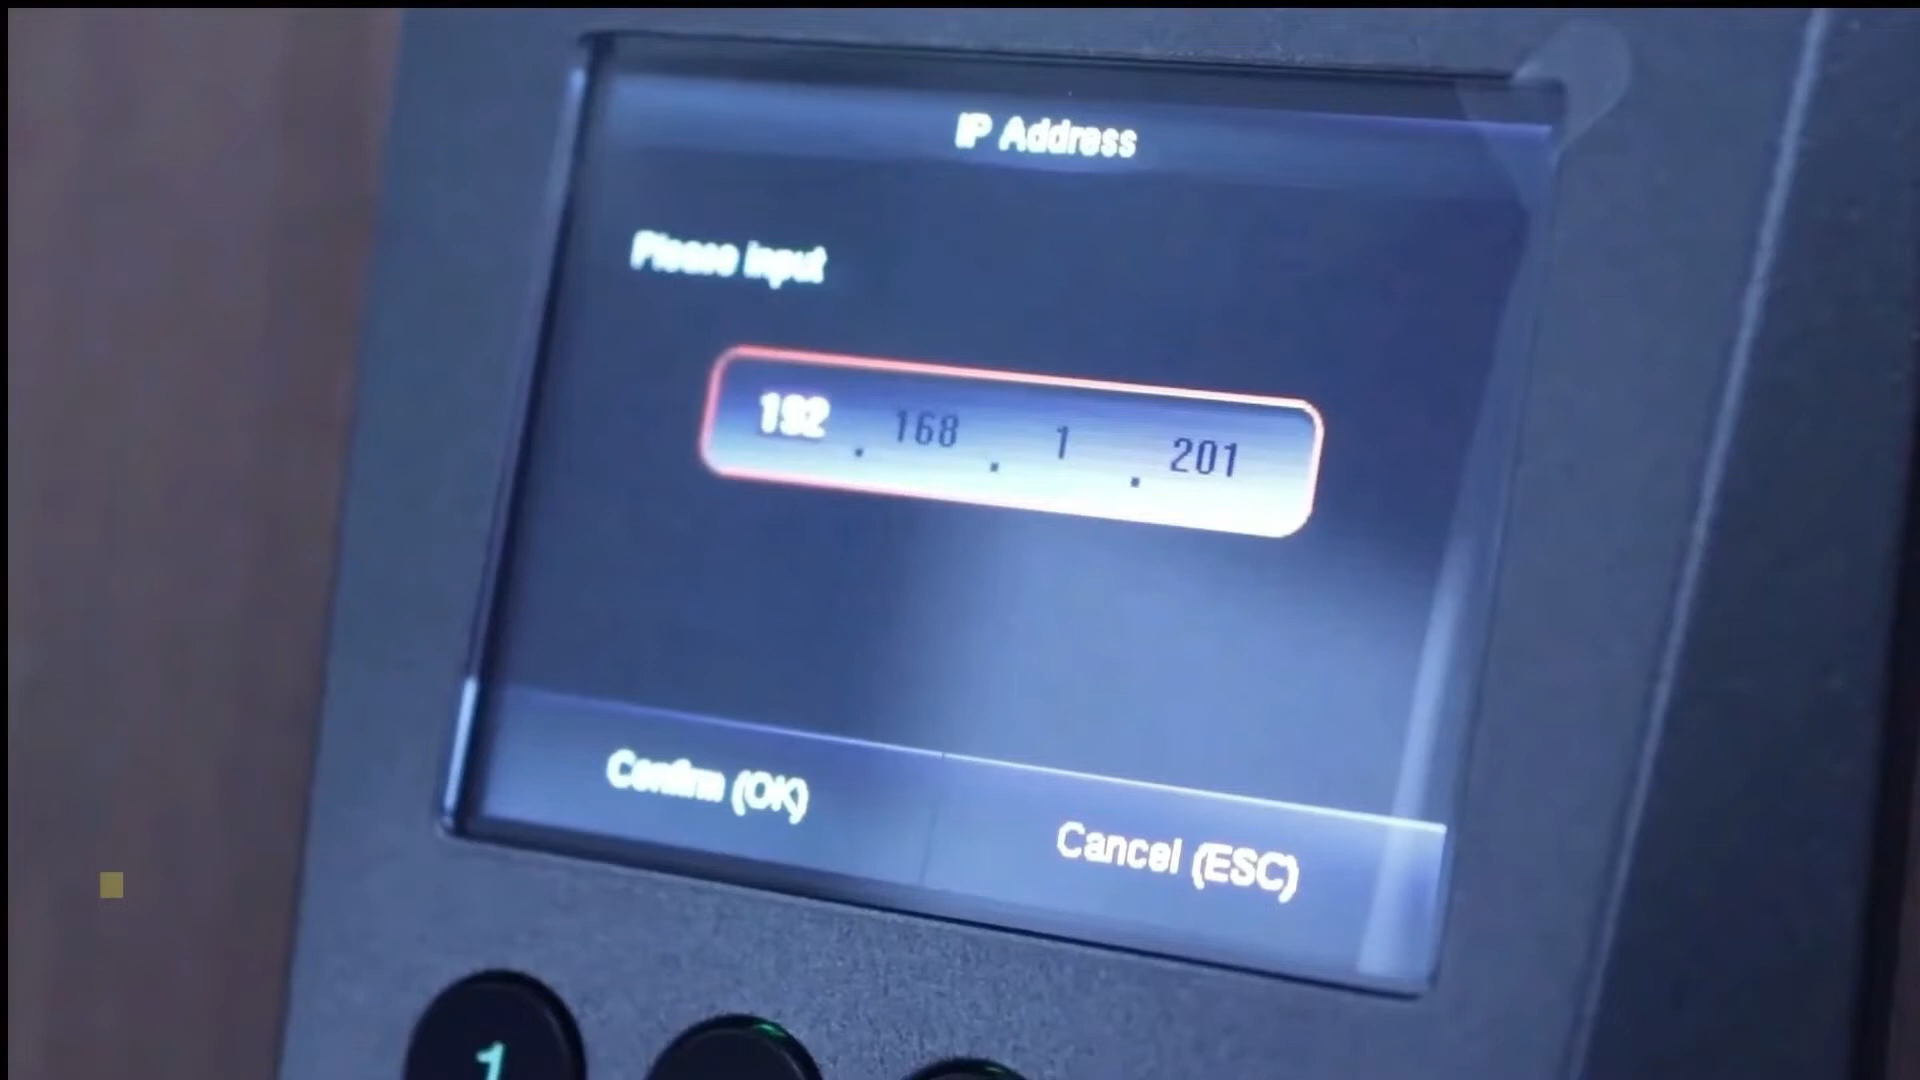 IP Address
Please input
192 . 168 . 1 . 201
Confirm (OK)
Cancel (ESC)
1